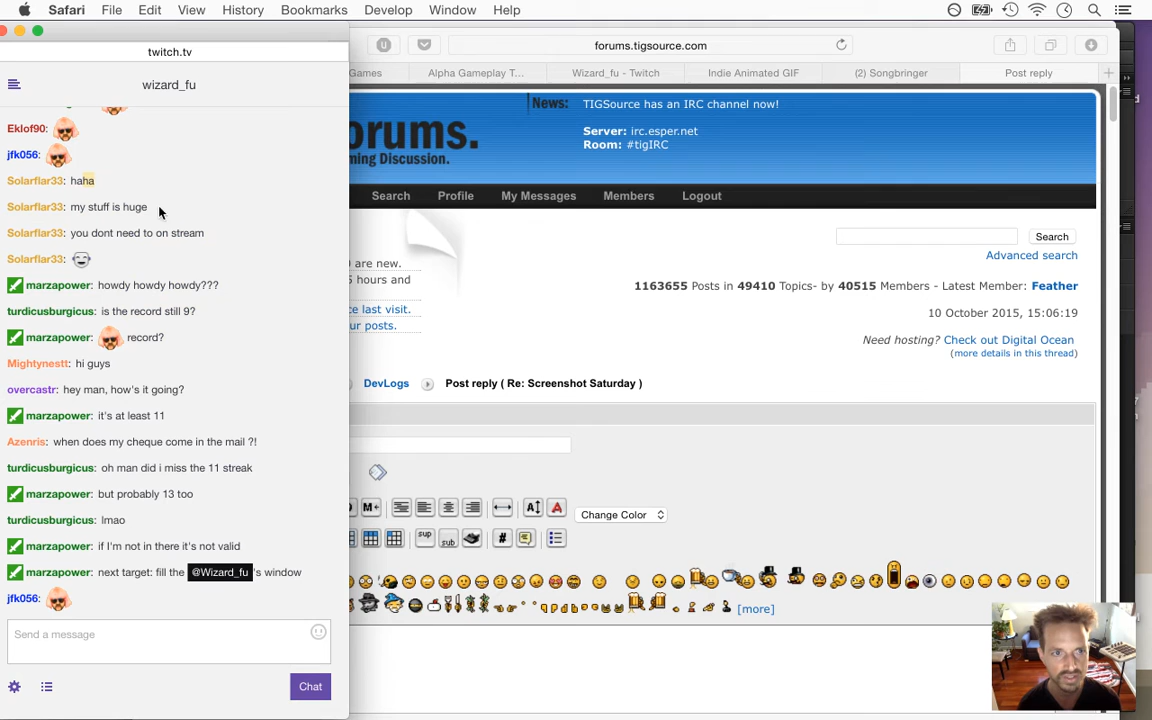 Safari File Edit View History Bookmarks Develop Window Help
twitch.tv
wizard_fu
Eklof90:
jfk056:
Solarflar33: haha
Solarflar33: my stuff is huge
Solarflar33: you dont need to on stream
Solarflar33:
marzapower: howdy howdy howdy???
turdicusburgicus: is the record still 9?
marzapower: record?
Mightynestt: hi guys
overcastr: hey man, how's it going?
marzapower: it's at least 11
Azenris: when does my cheque come in the mail ?!
turdicusburgicus: oh man did i miss the 11 streak
marzapower: but probably 13 too
turdicusburgicus: lmao
marzapower: if I'm not in there it's not valid
marzapower: next target: fill the @Wizard_fu 's window
jfk056:
Send a message
Chat
forums.tigsource.com
Games Alpha Gameplay T... Wizard_fu - Twitch Indie Animated GIF (2) Songbringer Post reply
News: TIGSource has an IRC channel now!
Server: irc.esper.net
Room: #tigIRC
orums.
ming Discussion.
Search Profile My Messages Members Logout
Search
Advanced search
are new.
hours and
ce last visit.
ur posts.
1163655 Posts in 49410 Topics- by 40515 Members - Latest Member: Feather
10 October 2015, 15:06:19
Need hosting? Check out Digital Ocean
(more details in this thread)
DevLogs Post reply ( Re: Screenshot Saturday )
M
A
Change Color
sup
sub
#
[more]